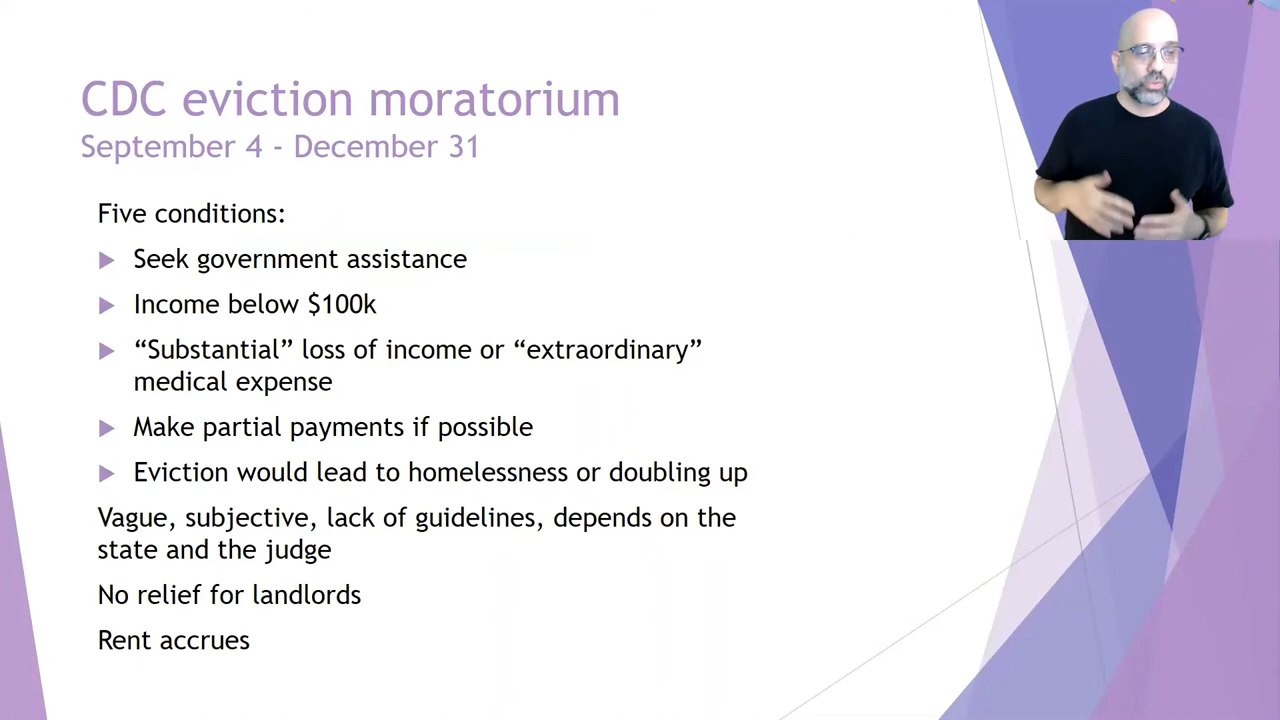 CDC eviction moratorium
September 4 - December 31
Five conditions:
Seek government assistance
Income below $100k
“Substantial” loss of income or “extraordinary”
medical expense
Make partial payments if possible
Eviction would lead to homelessness or doubling up
Vague, subjective, lack of guidelines, depends on the
state and the judge
No relief for landlords
Rent accrues